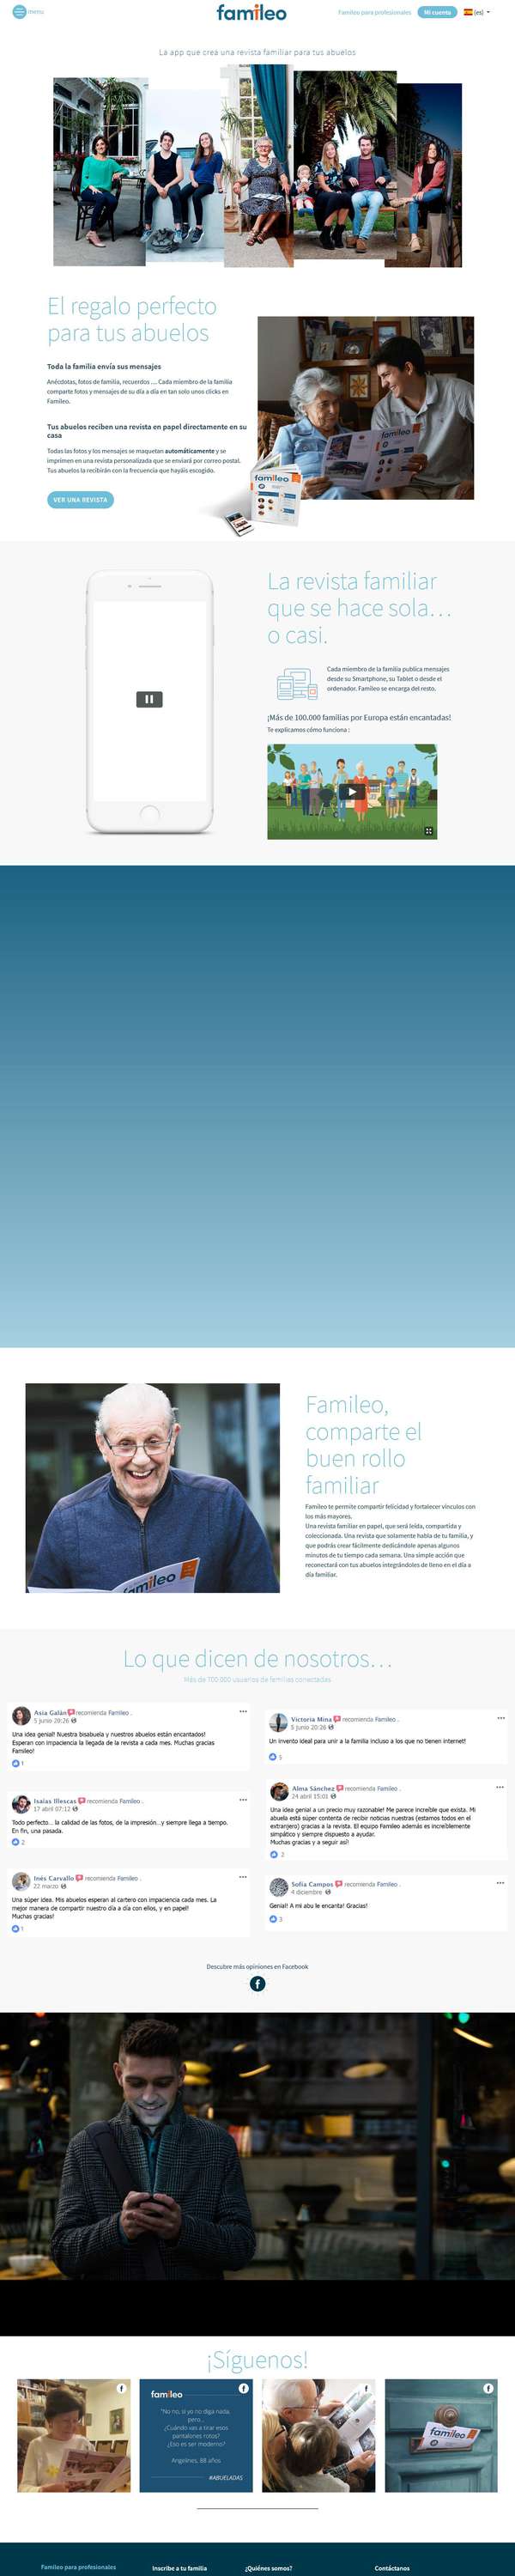 menu
famileo
Famileo para profesionales
Mi cuenta
(es)
La app que crea una revista familiar para tus abuelos
El regalo perfecto
para tus abuelos
Toda la familia envía sus mensajes
Anécdotas, fotos de familia, recuerdos ... Cada miembro de la familia
comparte fotos y mensajes de su día a día en tan solo unos clicks en
Famileo.
Tus abuelos reciben una revista en papel directamente en su
casa
Todas las fotos y los mensajes se maquetan automáticamente y se
imprimen en una revista personalizada que se enviará por correo postal.
Tus abuelos la recibirán con la frecuencia que hayáis escogido.
VER UNA REVISTA
famileo
famileo
La revista familiar
que se hace sola...
o casi.
Cada miembro de la familia publica mensajes
desde su Smartphone, su Tablet o desde el
ordenador. Famileo se encarga del resto.
¡Más de 100.000 familias por Europa están encantadas!
Te explicamos cómo funciona :
famileo
Famileo,
comparte el
buen rollo
familiar
Famileo te permite compartir felicidad y fortalecer vínculos con
los más mayores.
Una revista familiar en papel, que será leída, compartida y
coleccionada. Una revista que solamente habla de tu familia, y
que podrás crear fácilmente dedicándole apenas algunos
minutos de tu tiempo cada semana. Una simple acción que
reconectará con tus abuelos integrándoles de lleno en el día a
día familiar.
Lo que dicen de nosotros...
Más de 700.000 usuarios de familias conectadas
Asia Galán recomienda Famileo .
5 junio 20:26
Una idea genial! Nuestra bisabuela y nuestros abuelos están encantados!
Esperan con impaciencia la llegada de la revista a cada mes. Muchas gracias
Famileo!
1
Victoria Mina recomienda Famileo .
5 junio 20:26
Un invento ideal para unir a la familia incluso a los que no tienen internet!
5
Isaías Illescas recomienda Famileo .
17 abril 07:12
Todo perfecto... la calidad de las fotos, de la impresión...y siempre llega a tiempo.
En fin, una pasada.
2
Alma Sánchez recomienda Famileo .
24 abril 15:01
Una idea genial a un precio muy razonable! Me parece increíble que exista. Mi
abuela está súper contenta de recibir noticias nuestras (estamos todos en el
extranjero) gracias a la revista. El equipo Famileo además es increíblemente
simpático y siempre dispuesto a ayudar.
Muchas gracias y a seguir así!
2
Inés Carvallo recomienda Famileo .
22 marzo
Una súper idea. Mis abuelos esperan al cartero con impaciencia cada mes. La
mejor manera de compartir nuestro día a día con ellos, y en papel!
Muchas gracias!
1
Sofía Campos recomienda Famileo .
4 diciembre
Genial! A mi abu le encanta! Gracias!
3
Descubre más opiniones en Facebook
¡Síguenos!
famileo
"No no, si yo no diga nada,
pero...
¿Cuándo vas a tirar esos
pantalones rotos?
¿Eso es ser moderno?
Angelines, 88 años
#ABUELADAS
famileo
Famileo para profesionales
Inscribe a tu familia
¿Quiénes somos?
Contáctanos